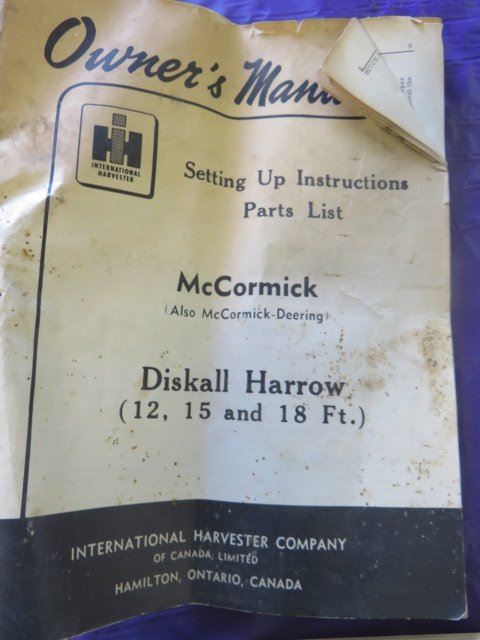 Owner's Manu
INTERNATIONAL
HARVESTER
Setting Up Instructions
Parts List
McCormick
(Also McCormick-Deering)
Diskall Harrow
(12, 15 and 18 Ft.)
INTERNATIONAL HARVESTER COMPANY
OF CANADA, LIMITED
HAMILTON, ONTARIO, CANADA